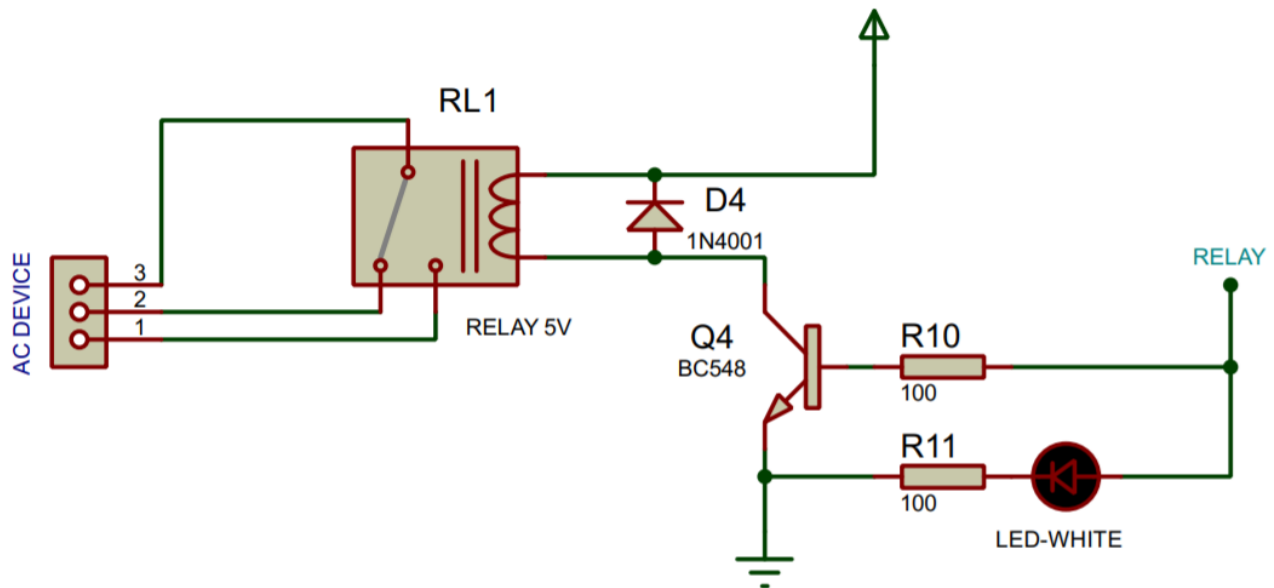 RL1
D4
1N4001
RELAY
AC DEVICE
3
2
1
RELAY 5V
Q4
BC548
R10
100
R11
100
LED-WHITE